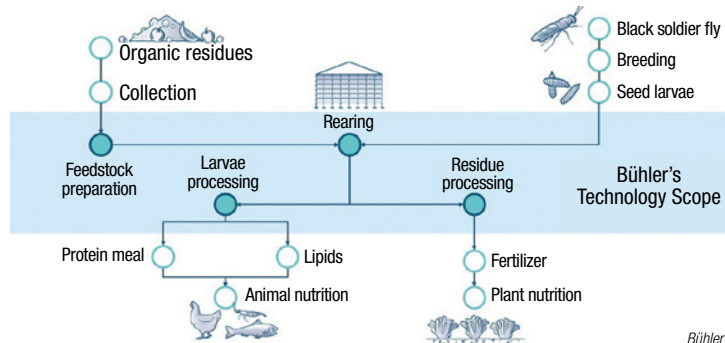 Organic residues
Collection
Black soldier fly
Breeding
Seed larvae
Rearing
Feedstock
preparation
Larvae
processing
Residue
processing
Bühler's
Technology Scope
Protein meal
Lipids
Animal nutrition
Fertilizer
Plant nutrition
Bühler